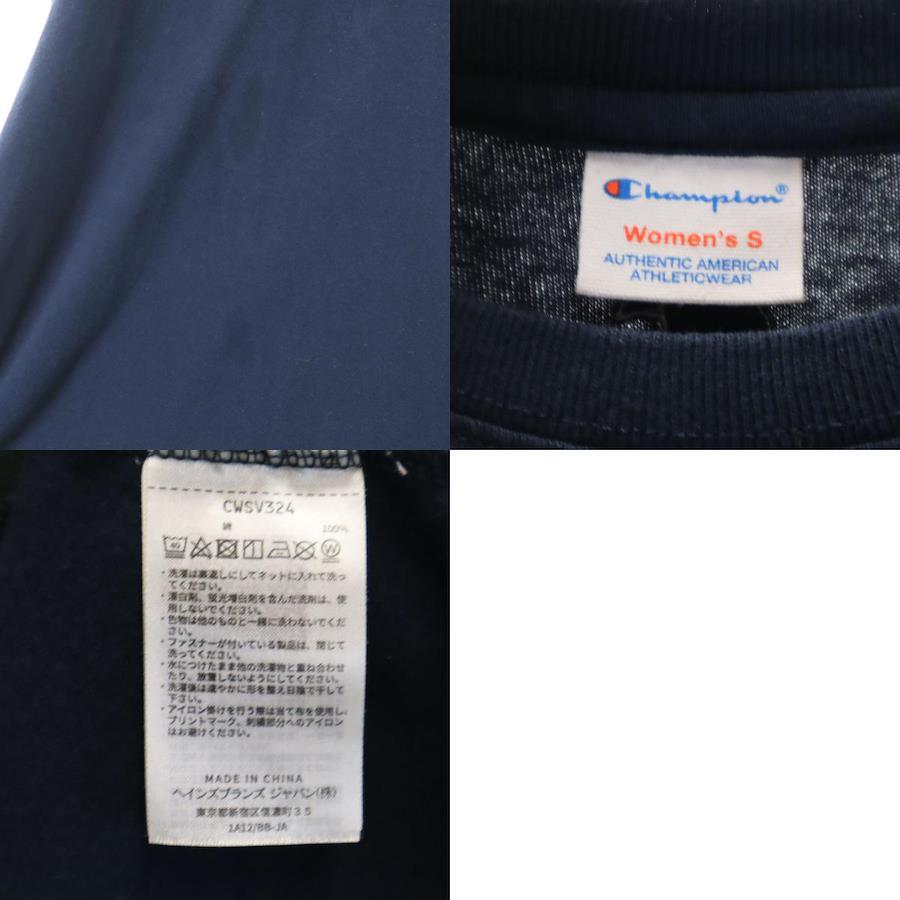 Champion®
Women's S
AUTHENTIC AMERICAN
ATHLETICWEAR
CWSV324
綿 100%
40
W
・洗濯は裏返しにしてネットに入れて洗っ
てください。
・漂白剤、蛍光増白剤を含んだ洗剤は、使
用しないでください。
・色物は他のものと一緒に洗わないでくだ
さい。
・ファスナーが付いている製品は、閉じて
洗ってください。
・水につけたまま他の洗濯物と重ね合わせ
たり、放置しないようにしてください。
・洗濯後は速やかに形を整え日陰で干して
下さい。
・アイロン掛けを行う際は当て布を使用し、
プリントマーク、刺繍部分へのアイロン
はお避けください。
MADE IN CHINA
ヘインズブランズ ジャパン(株)
東京都新宿区信濃町35
1A12/BB-JA